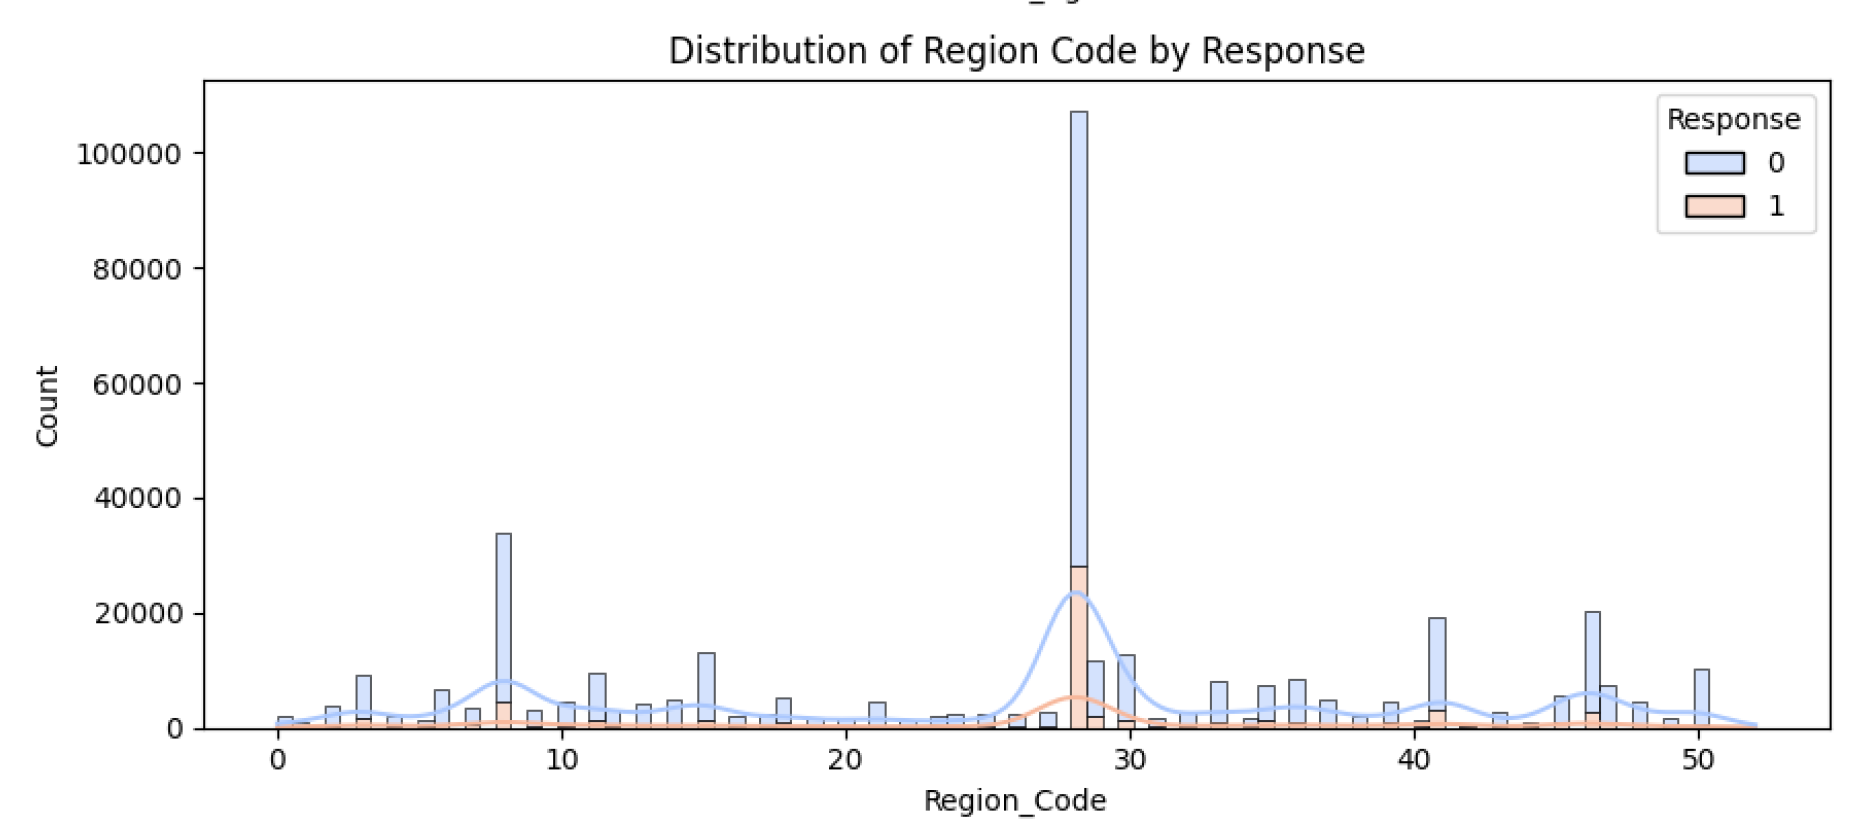 Distribution of Region Code by Response
Response
0
1
100000
80000
60000
40000
20000
0
Count
0 10 20 30 40 50
Region_Code